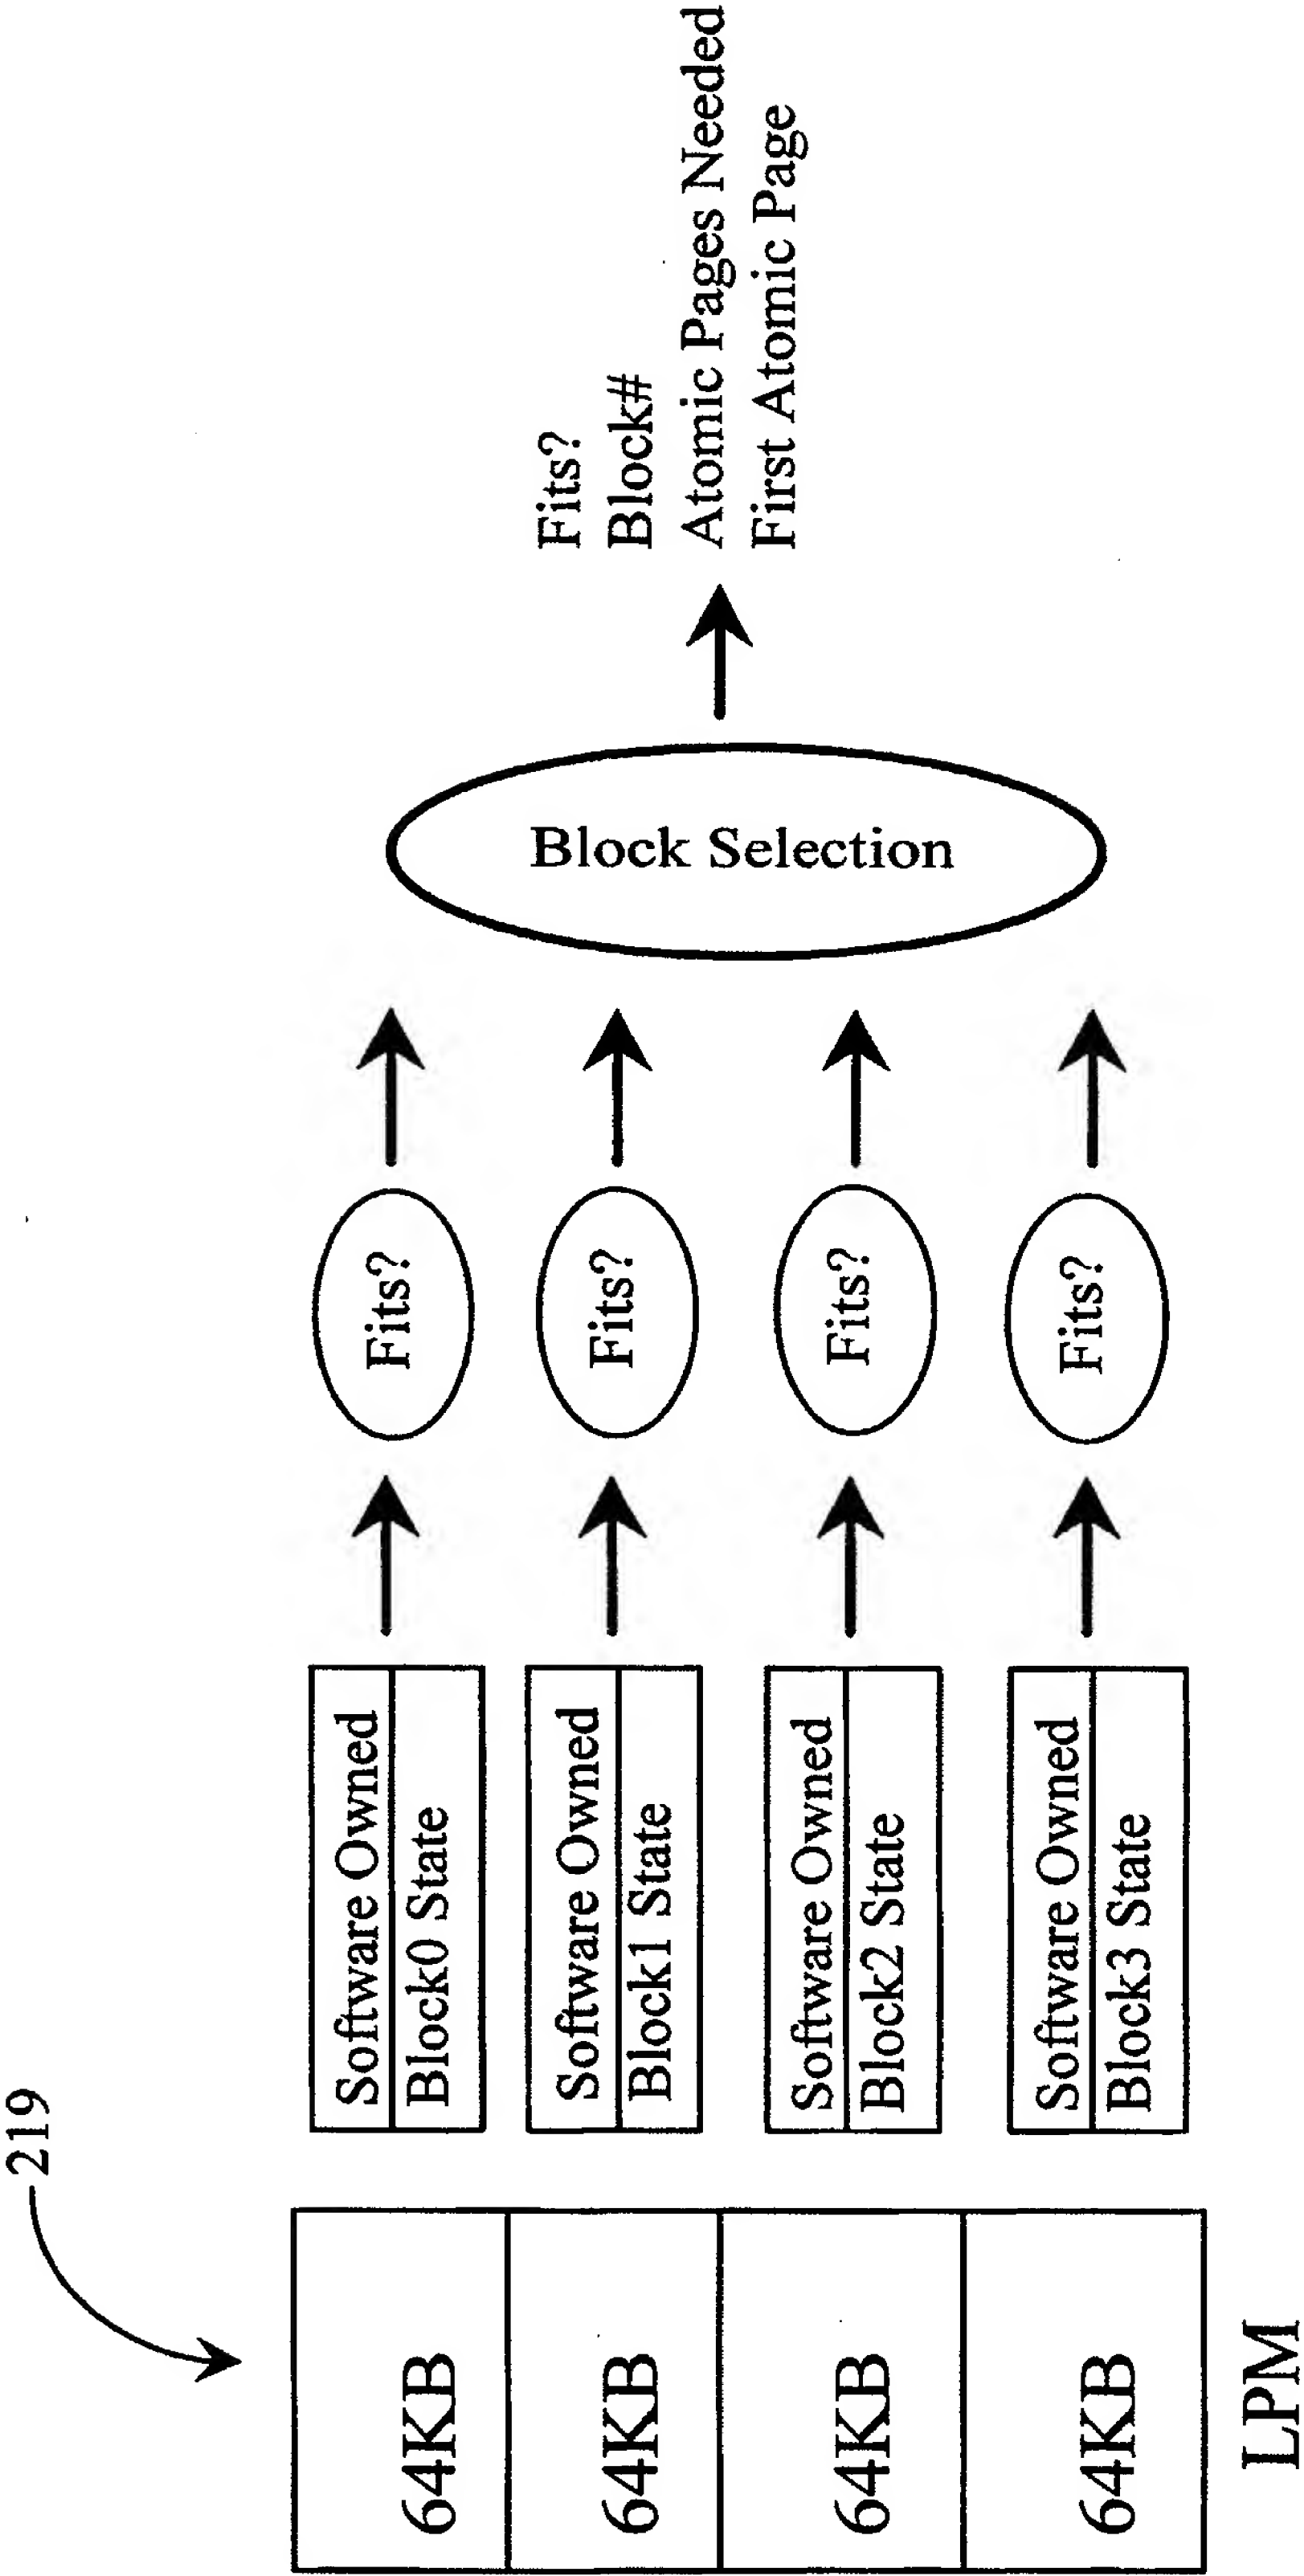 219
64KB
64KB
64KB
64KB
LPM
Software Owned
Block0 State
Software Owned
Block1 State
Software Owned
Block2 State
Software Owned
Block3 State
Fits?
Fits?
Fits?
Fits?
Block Selection
Fits?
Block#
Atomic Pages Needed
First Atomic Page